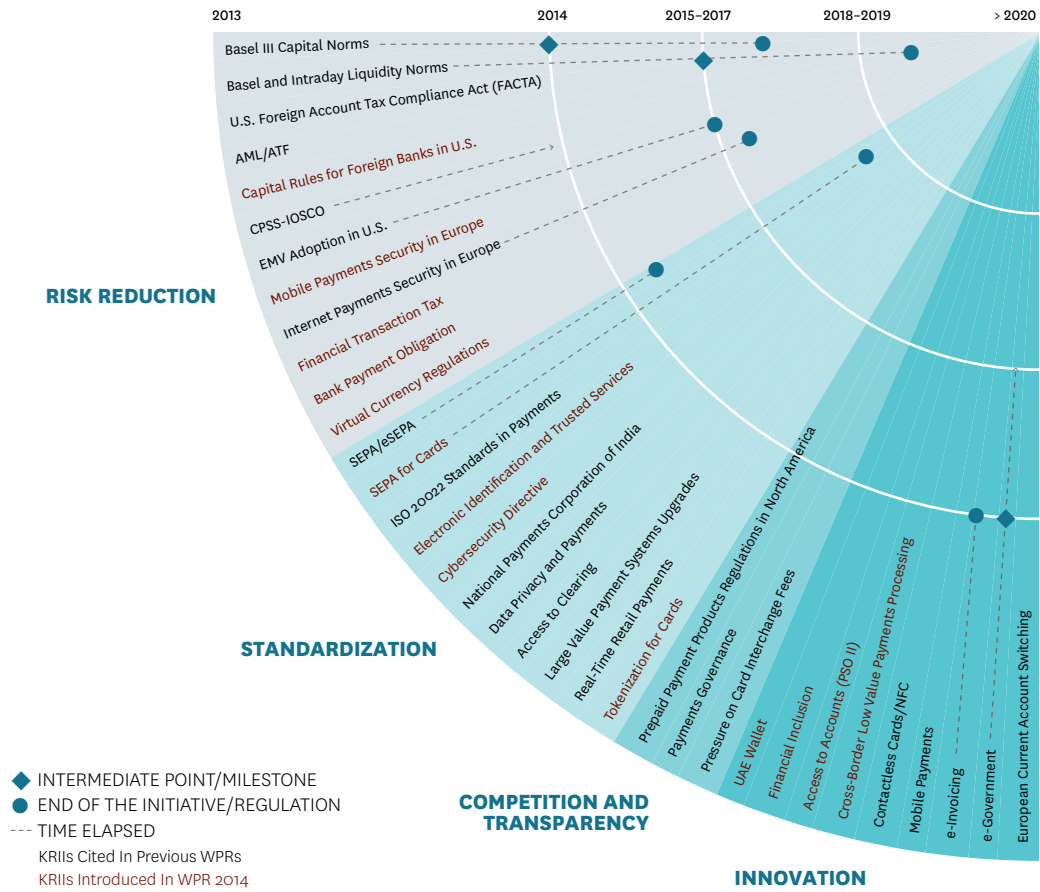 2013
2014
2015–2017
2018–2019
> 2020
Basel III Capital Norms
Basel and Intraday Liquidity Norms
U.S. Foreign Account Tax Compliance Act (FACTA)
AML/ATF
Capital Rules for Foreign Banks in U.S.
CPSS-IOSCO
EMV Adoption in U.S.
Mobile Payments Security in Europe
Internet Payments Security in Europe
Financial Transaction Tax
Bank Payment Obligation
Virtual Currency Regulations
RISK REDUCTION
SEPA/eSEPA
SEPA for Cards
ISO 20022 Standards in Payments
Electronic Identification and Trusted Services
Cybersecurity Directive
National Payments Corporation of India
Data Privacy and Payments
Access to Clearing
Large Value Payment Systems Upgrades
Real-Time Retail Payments
Tokenization for Cards
STANDARDIZATION
Prepaid Payment Products Regulations in North America
Payments Governance
Pressure on Card Interchange Fees
COMPETITION AND
TRANSPARENCY
UAE Wallet
Financial Inclusion
Access to Accounts (PSO II)
Cross-Border Low Value Payments Processing
Contactless Cards/NFC
Mobile Payments
e-Invoicing
e-Government
European Current Account Switching
INNOVATION
INTERMEDIATE POINT/MILESTONE
END OF THE INITIATIVE/REGULATION
TIME ELAPSED
KRIIs Cited In Previous WPRs
KRIIs Introduced In WPR 2014